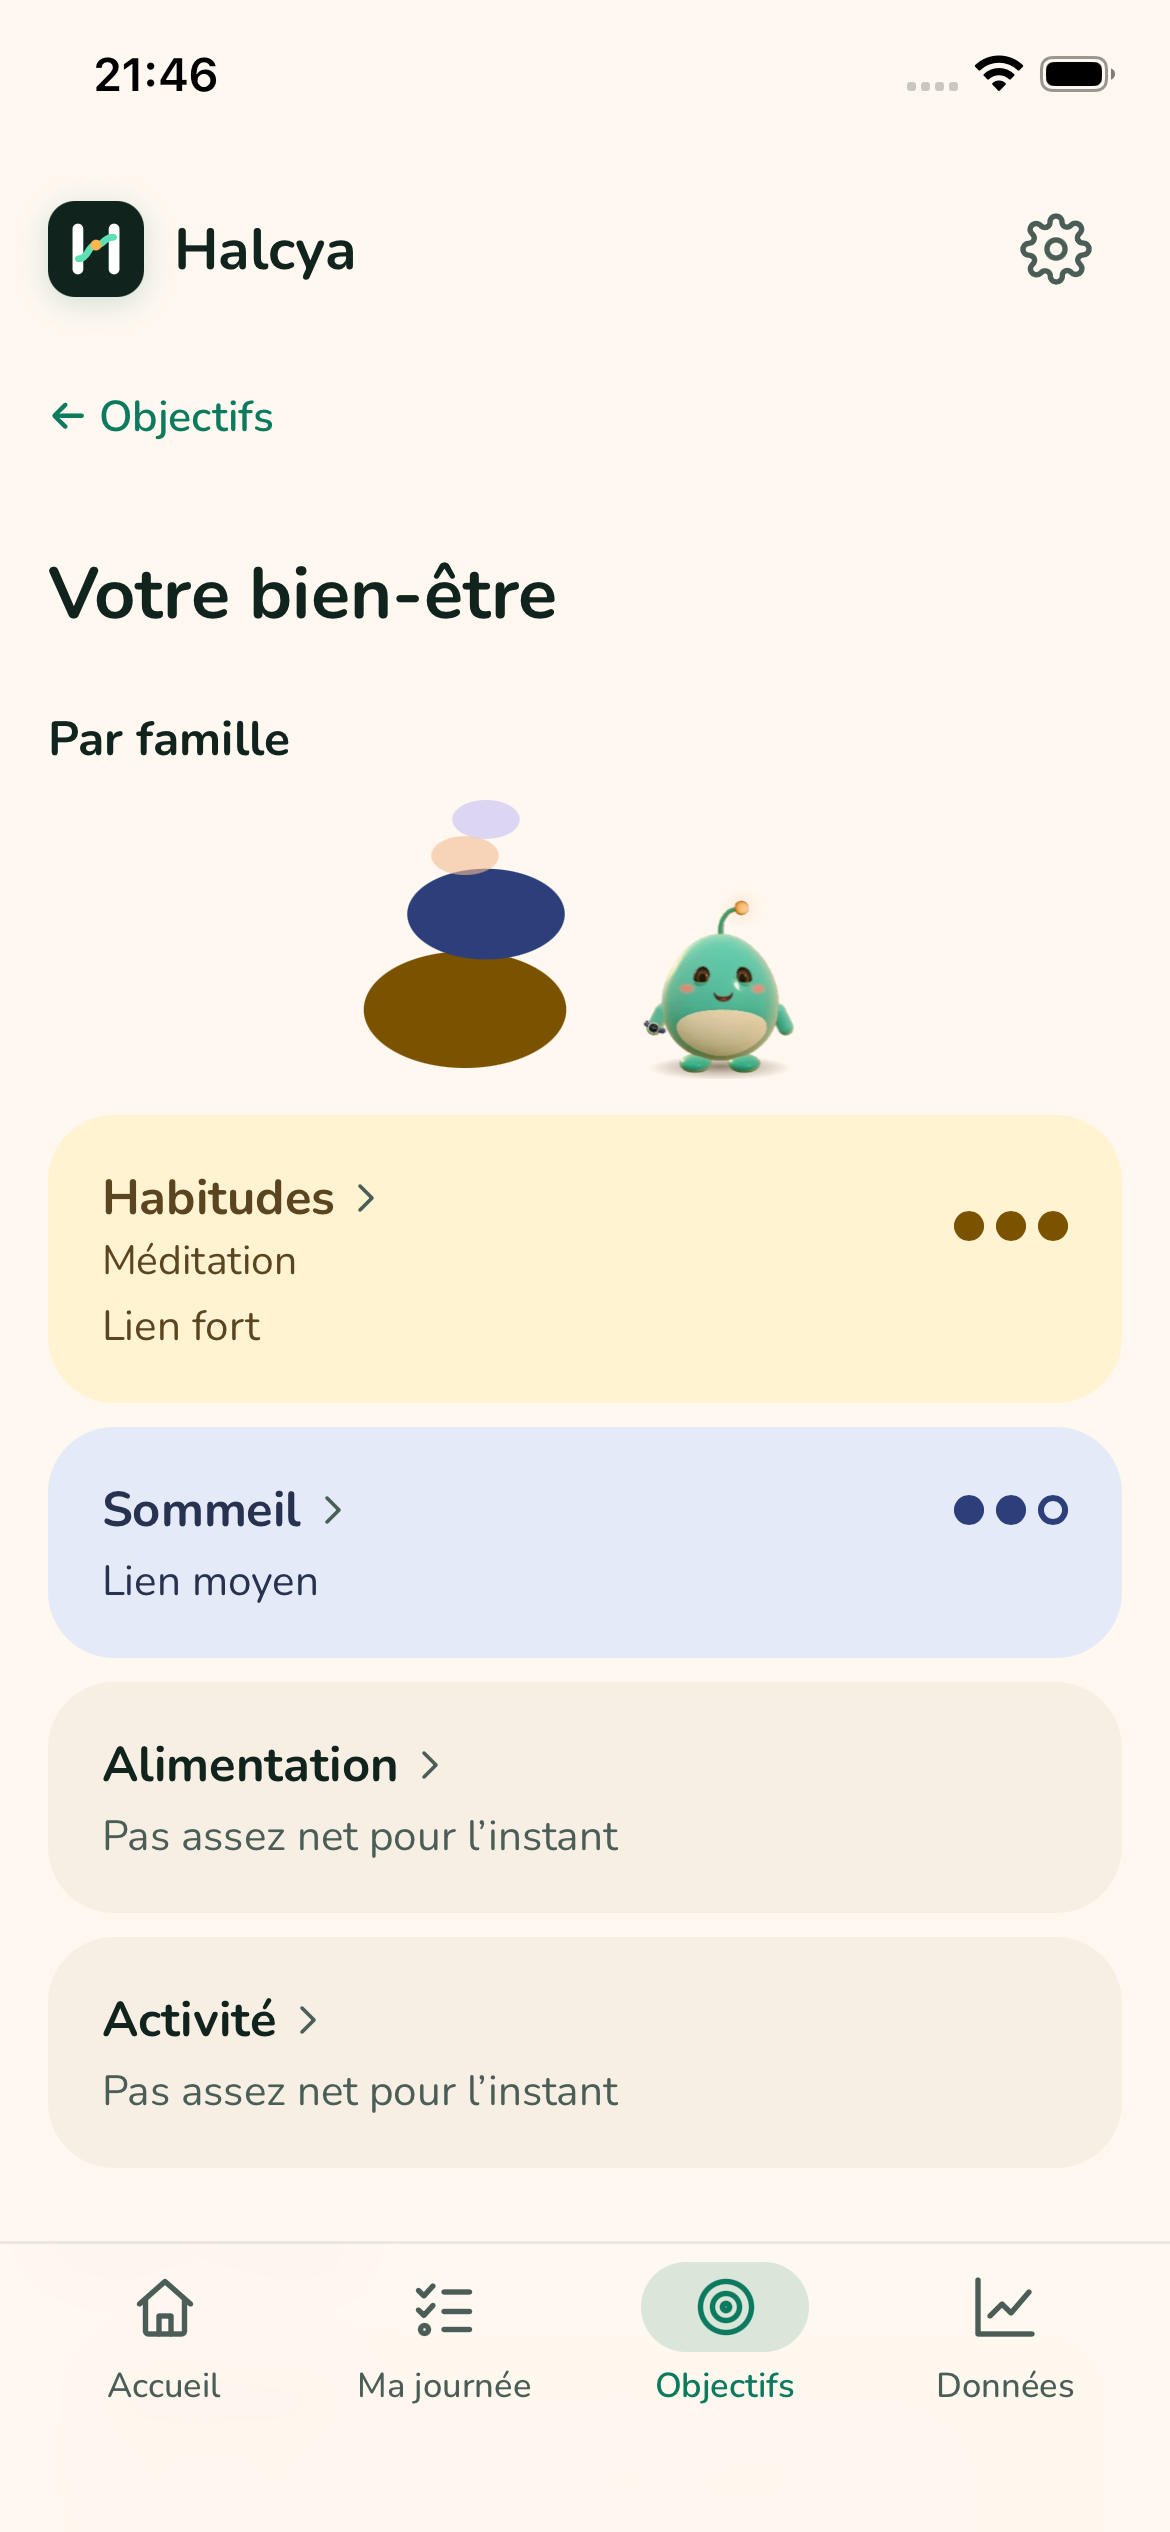 21:46
Halcya
← Objectifs
Votre bien-être
Par famille
Habitudes >
Méditation
Lien fort
Sommeil >
Lien moyen
Alimentation >
Pas assez net pour l’instant
Activité >
Pas assez net pour l’instant
Accueil
Ma journée
Objectifs
Données